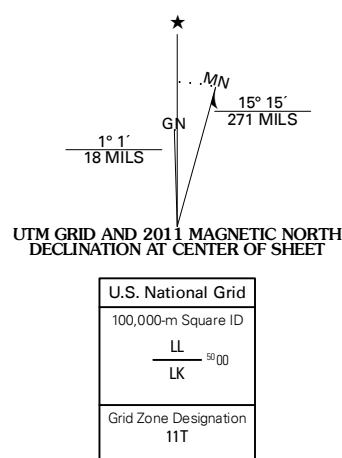 ★
MN
GN
15° 15´
271 MILS
1° 1´
18 MILS
UTM GRID AND 2011 MAGNETIC NORTH
DECLINATION AT CENTER OF SHEET
U.S. National Grid
100,000-m Square ID
LL
5000
LK
Grid Zone Designation
11T